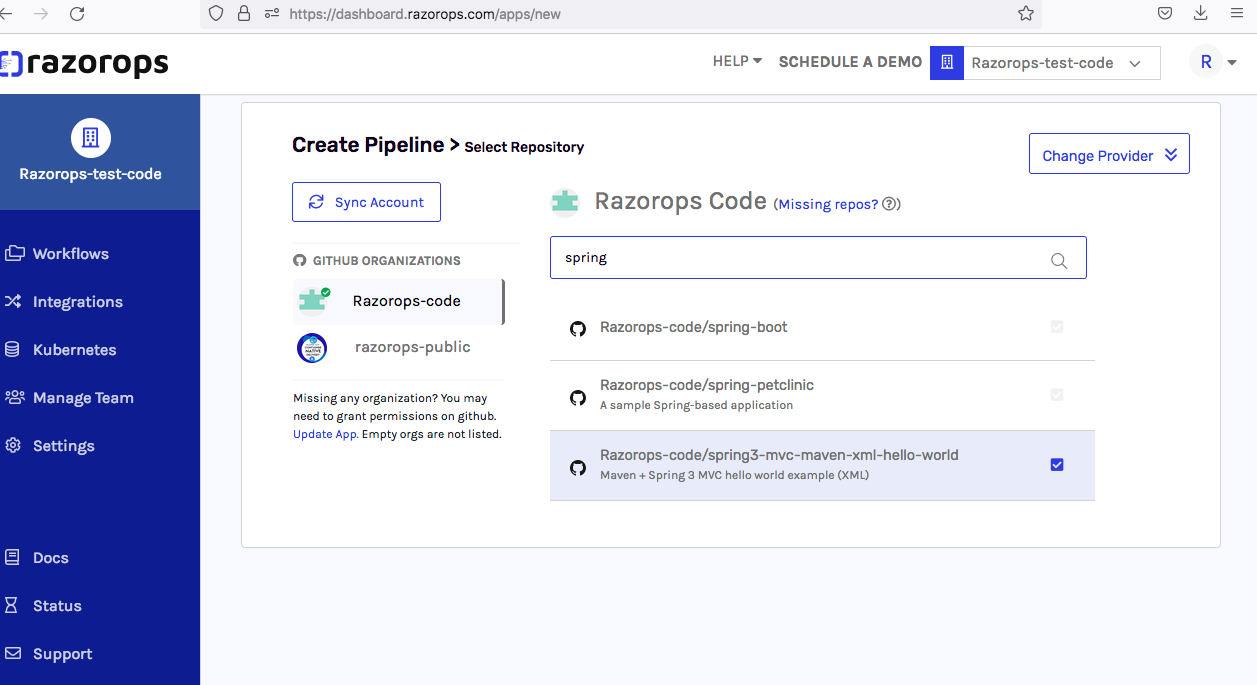 https://dashboard.razorops.com/apps/new
razorops
HELP
SCHEDULE A DEMO
Razorops-test-code
R
Razorops-test-code
Workflows
Integrations
Kubernetes
Manage Team
Settings
Docs
Status
Support
Create Pipeline > Select Repository
Change Provider
Sync Account
GITHUB ORGANIZATIONS
Razorops-code
razorops-public
Missing any organization? You may
need to grant permissions on github.
Update App. Empty orgs are not listed.
Razorops Code (Missing repos? ?)
spring
Razorops-code/spring-boot
Razorops-code/spring-petclinic
A sample Spring-based application
Razorops-code/spring3-mvc-maven-xml-hello-world
Maven + Spring 3 MVC hello world example (XML)